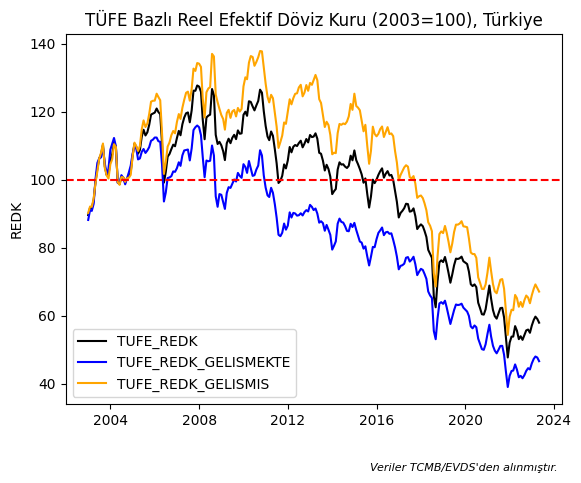 TÜFE Bazlı Reel Efektif Döviz Kuru (2003=100), Türkiye
REDK
140
120
100
80
60
40
TUFE_REDK
TUFE_REDK_GELISMEKTE
TUFE_REDK_GELISMIS
2004 2008 2012 2016 2020 2024
Veriler TCMB/EVDS'den alınmıştır.